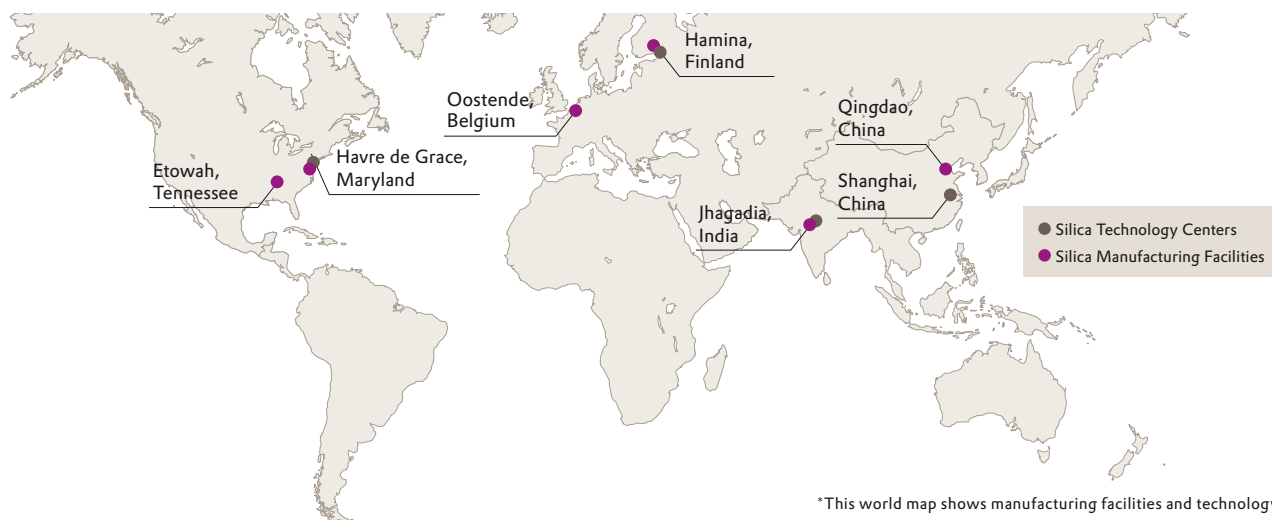 Hamina,
Finland
Oostende,
Belgium
Qingdao,
China
Havre de Grace,
Maryland
Etowah,
Tennessee
Shanghai,
China
Jhagadia,
India
Silica Technology Centers
Silica Manufacturing Facilities
*This world map shows manufacturing facilities and technology